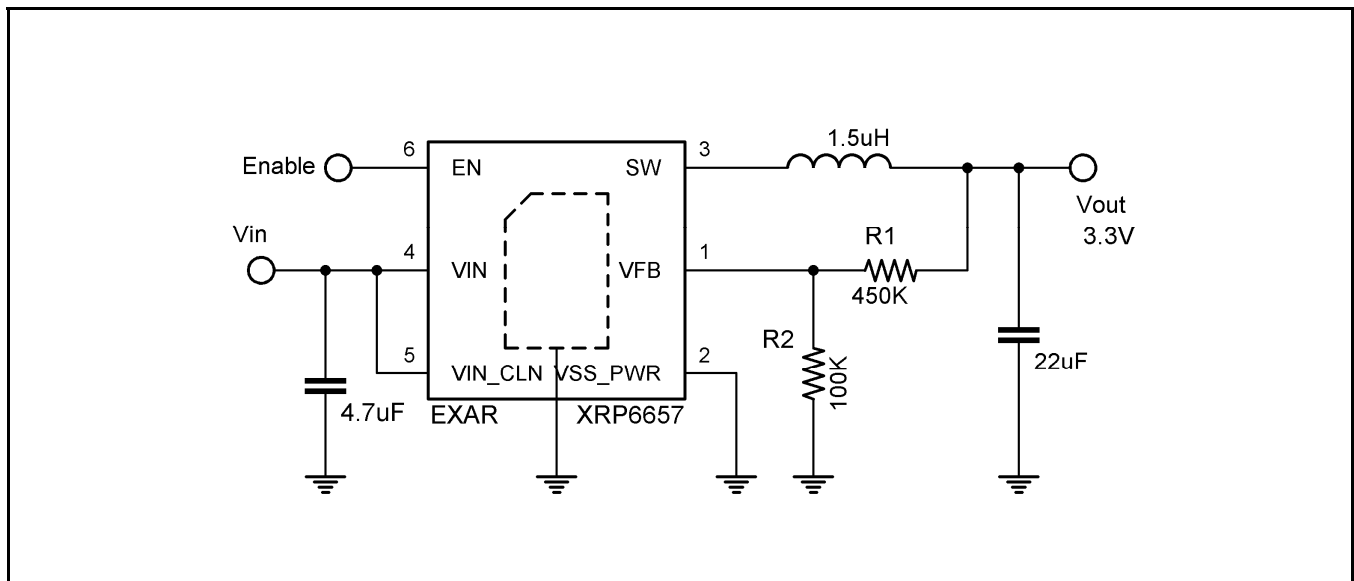 1.5uH
6
3
Enable
EN
SW
Vout
3.3V
Vin
R1
4
1
VIN
VFB
450K
R2
100K
5
2
VIN_CLN
VSS_PWR
22uF
4.7uF
EXAR
XRP6657